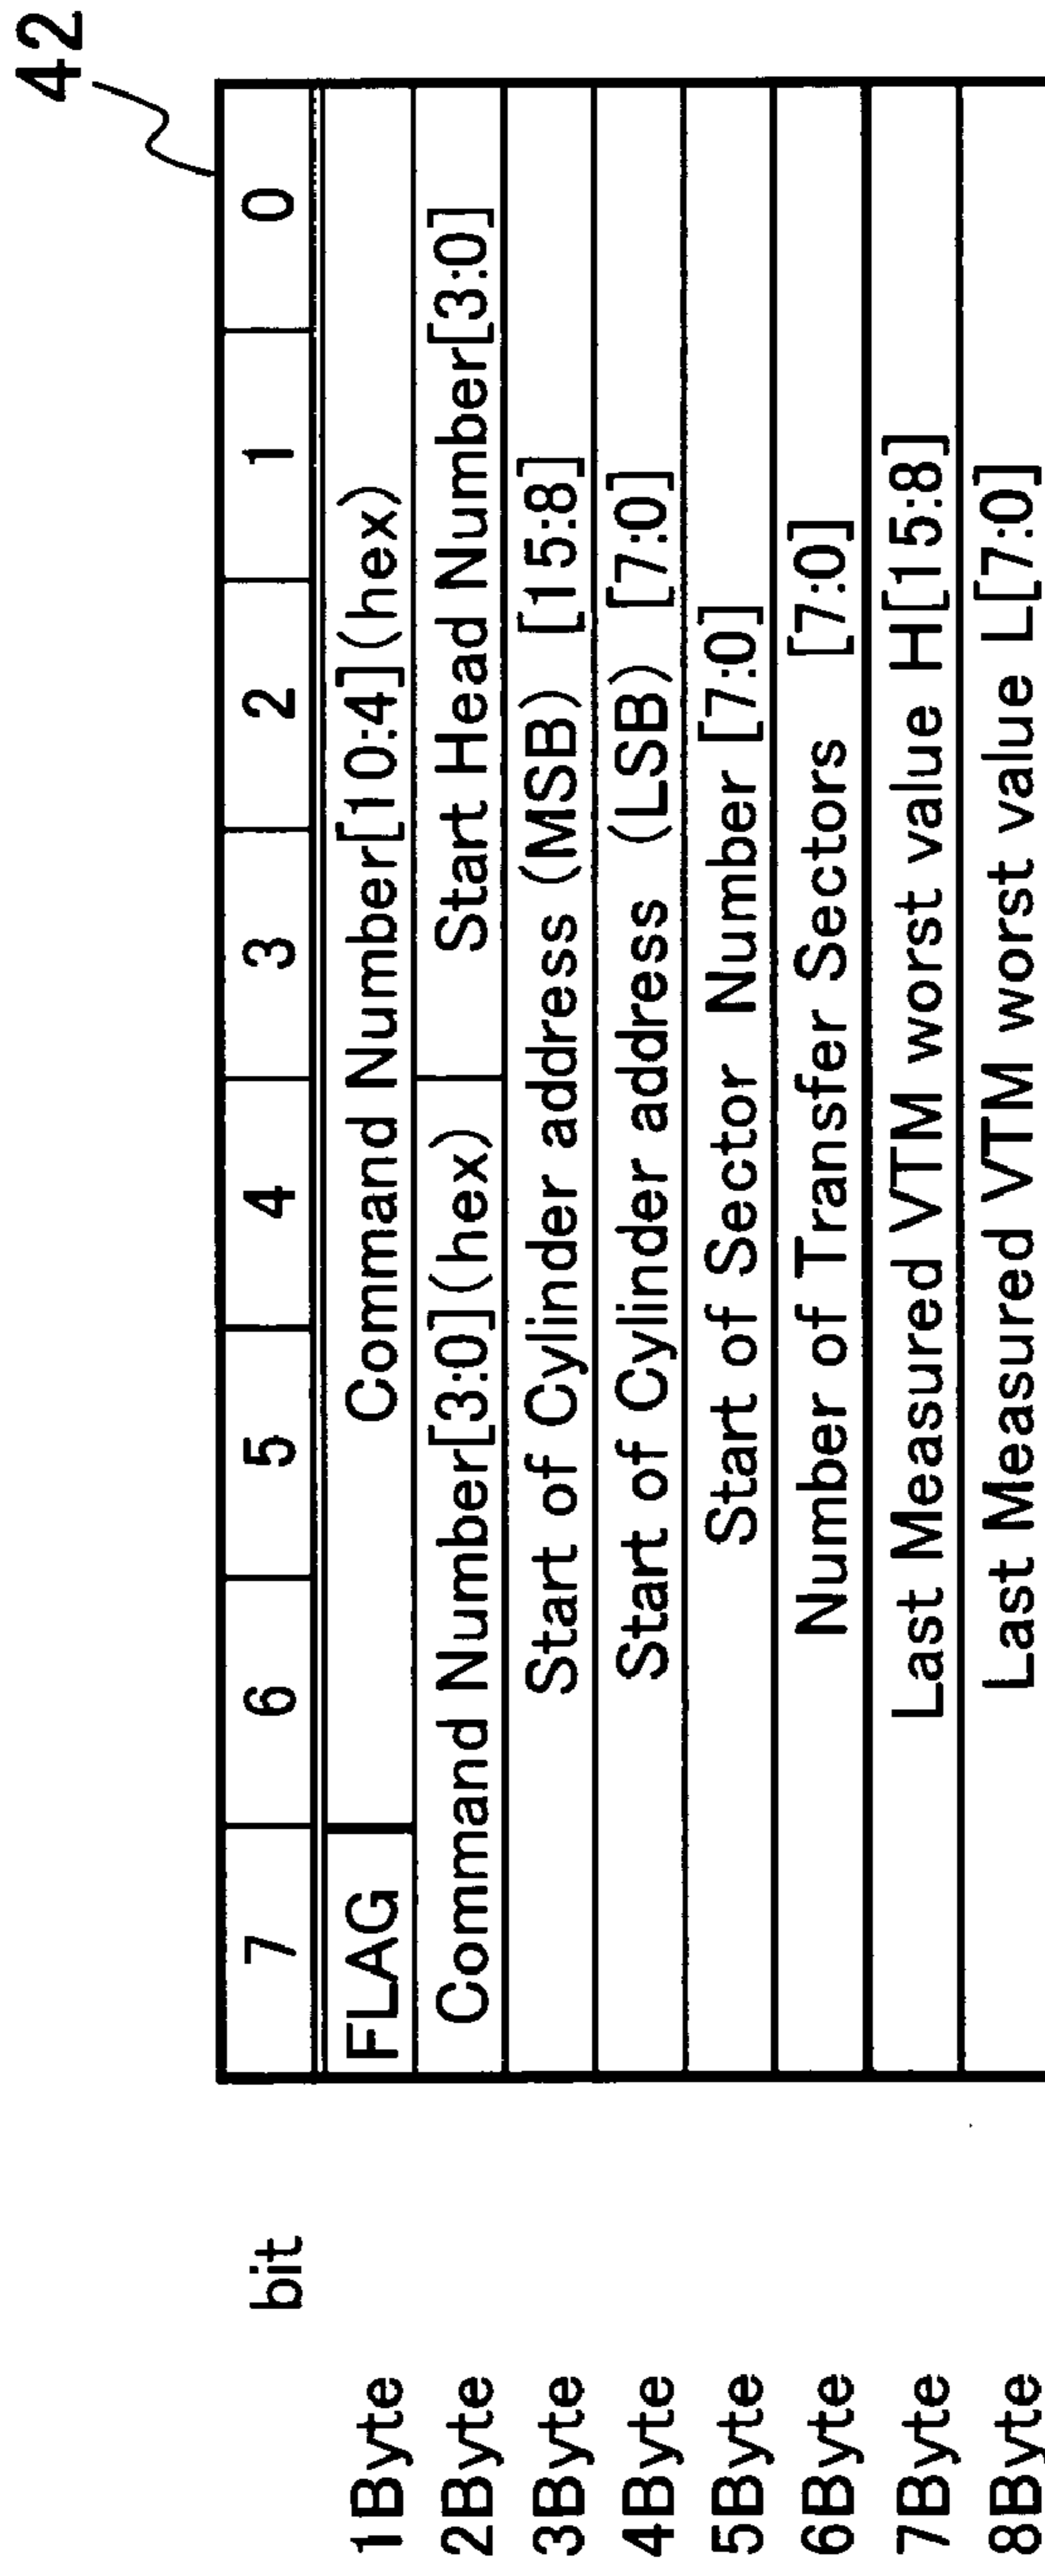 42
bit 7 6 5 4 3 2 1 0
1Byte FLAG Command Number[10:4](hex)
2Byte Command Number[3:0](hex) Start Head Number[3:0]
3Byte Start of Cylinder address (MSB) [15:8]
4Byte Start of Cylinder address (LSB) [7:0]
5Byte Start of Sector Number [7:0]
6Byte Number of Transfer Sectors [7:0]
7Byte Last Measured VTM worst value H[15:8]
8Byte Last Measured VTM worst value L[7:0]